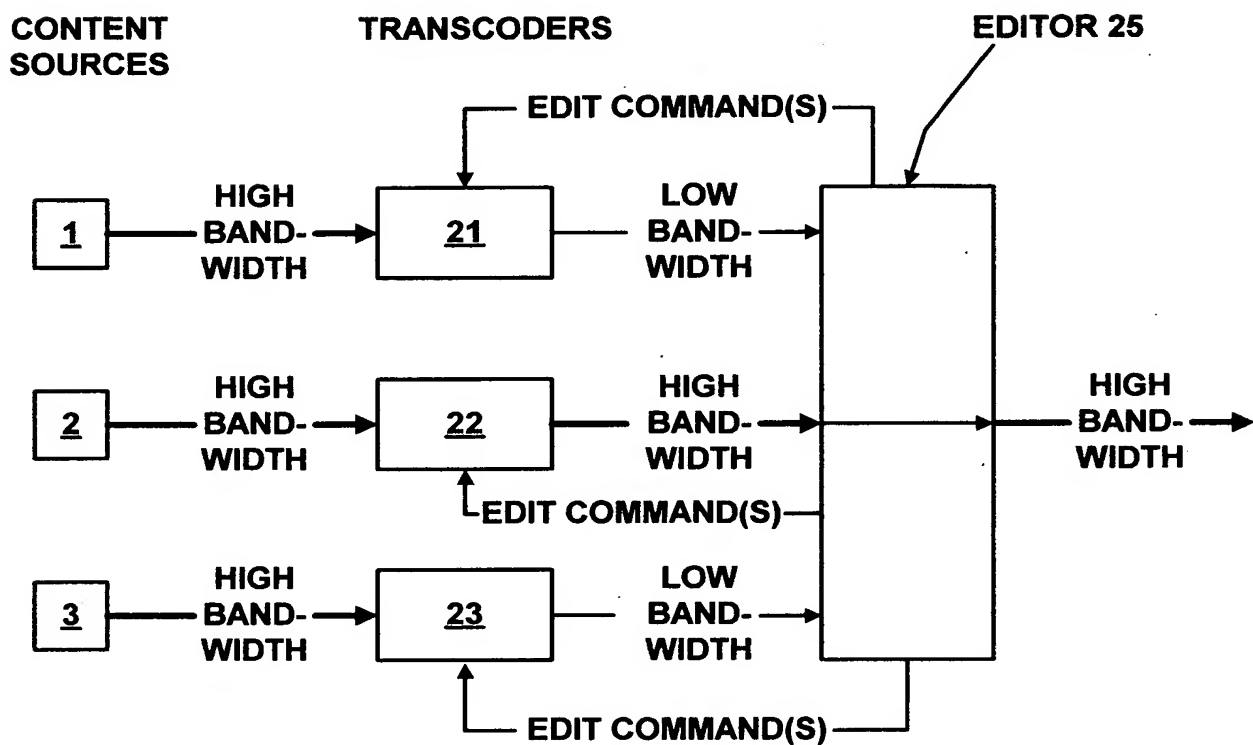 CONTENT
SOURCES
TRANSCODERS
EDITOR 25
EDIT COMMAND(S)
1
HIGH
BAND-
WIDTH
21
LOW
BAND-
WIDTH
2
HIGH
BAND-
WIDTH
22
HIGH
BAND-
WIDTH
HIGH
BAND-
WIDTH
EDIT COMMAND(S)
3
HIGH
BAND-
WIDTH
23
LOW
BAND-
WIDTH
EDIT COMMAND(S)